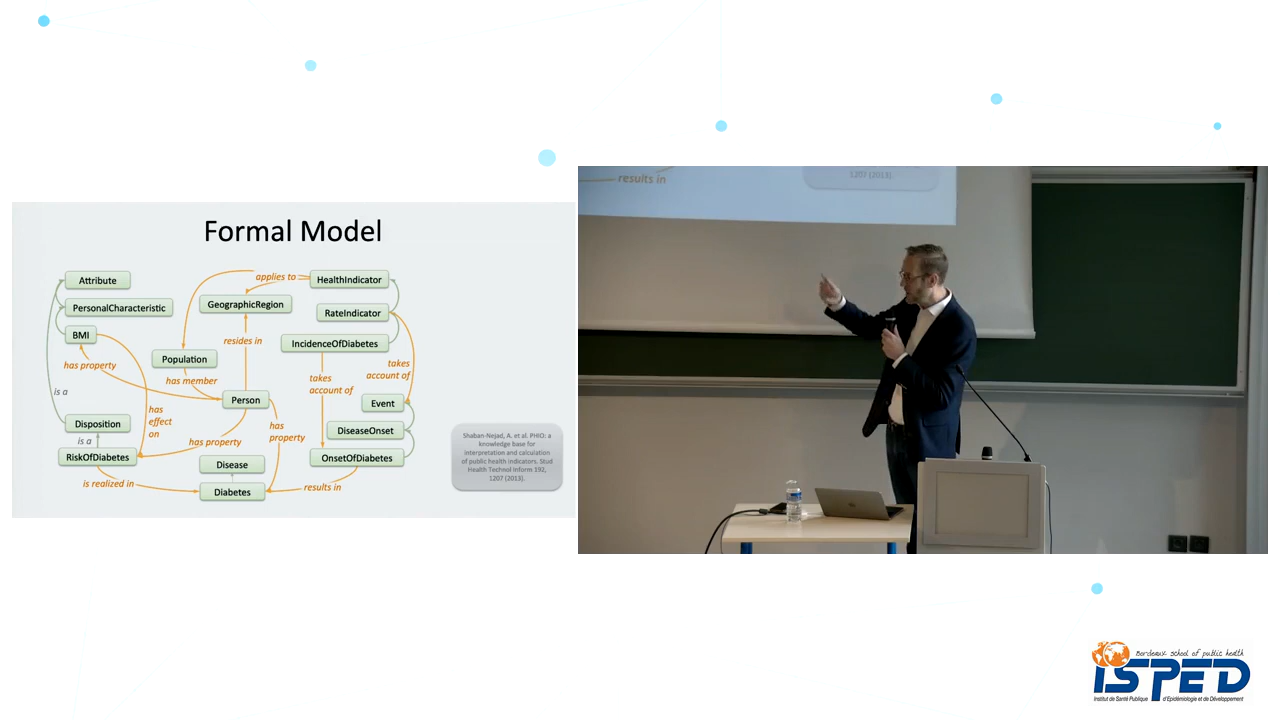 Formal Model
Attribute
PersonalCharacteristic
BMI
has property
is a
Disposition
is a
RiskOfDiabetes
is realized in
has
effect
on
applies to
GeographicRegion
resides in
Population
has member
Person
has property
has
property
Disease
Diabetes
HealthIndicator
RateIndicator
IncidenceOfDiabetes
takes
account of
takes
account of
Event
DiseaseOnset
OnsetOfDiabetes
results in
Shaban-Nejad, A. et al. PHIO: a
knowledge base for
interpretation and calculation
of public health indicators. Stud
Health Technol Inform 192,
1207 (2013).
results in
1207 (2013).
Bordeaux school of public health
ISPED
Institut de Santé Publique d'Epidémiologie et de Développement